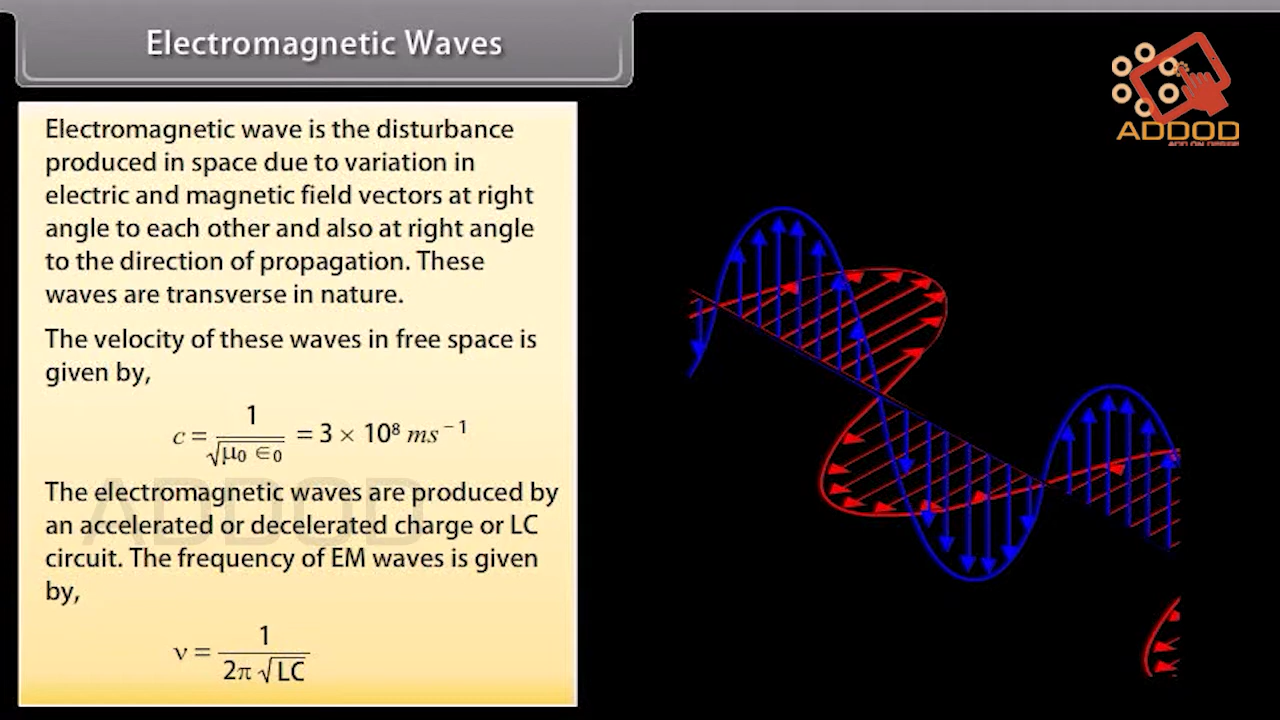 Electromagnetic Waves
ADDOD
ADD ON DESIRE
Electromagnetic wave is the disturbance
produced in space due to variation in
electric and magnetic field vectors at right
angle to each other and also at right angle
to the direction of propagation. These
waves are transverse in nature.
The velocity of these waves in free space is
given by,
c = 1 / √μ₀ ∈₀ = 3 × 10⁸ ms⁻¹
ADDOD
The electromagnetic waves are produced by
an accelerated or decelerated charge or LC
circuit. The frequency of EM waves is given
by,
ν = 1 / 2π √LC